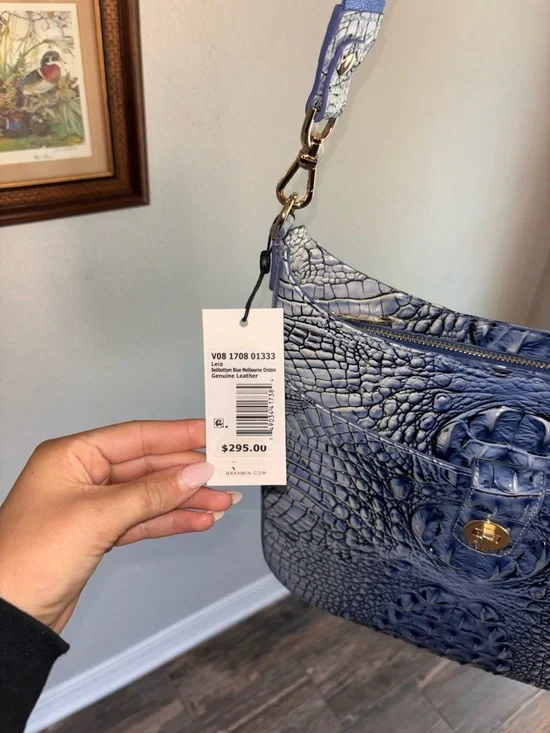 V08 1708 01333
Leia
Bellbottom Blue Melbourne Ombre
Genuine Leather
$295.00
BRAHMIN.COM